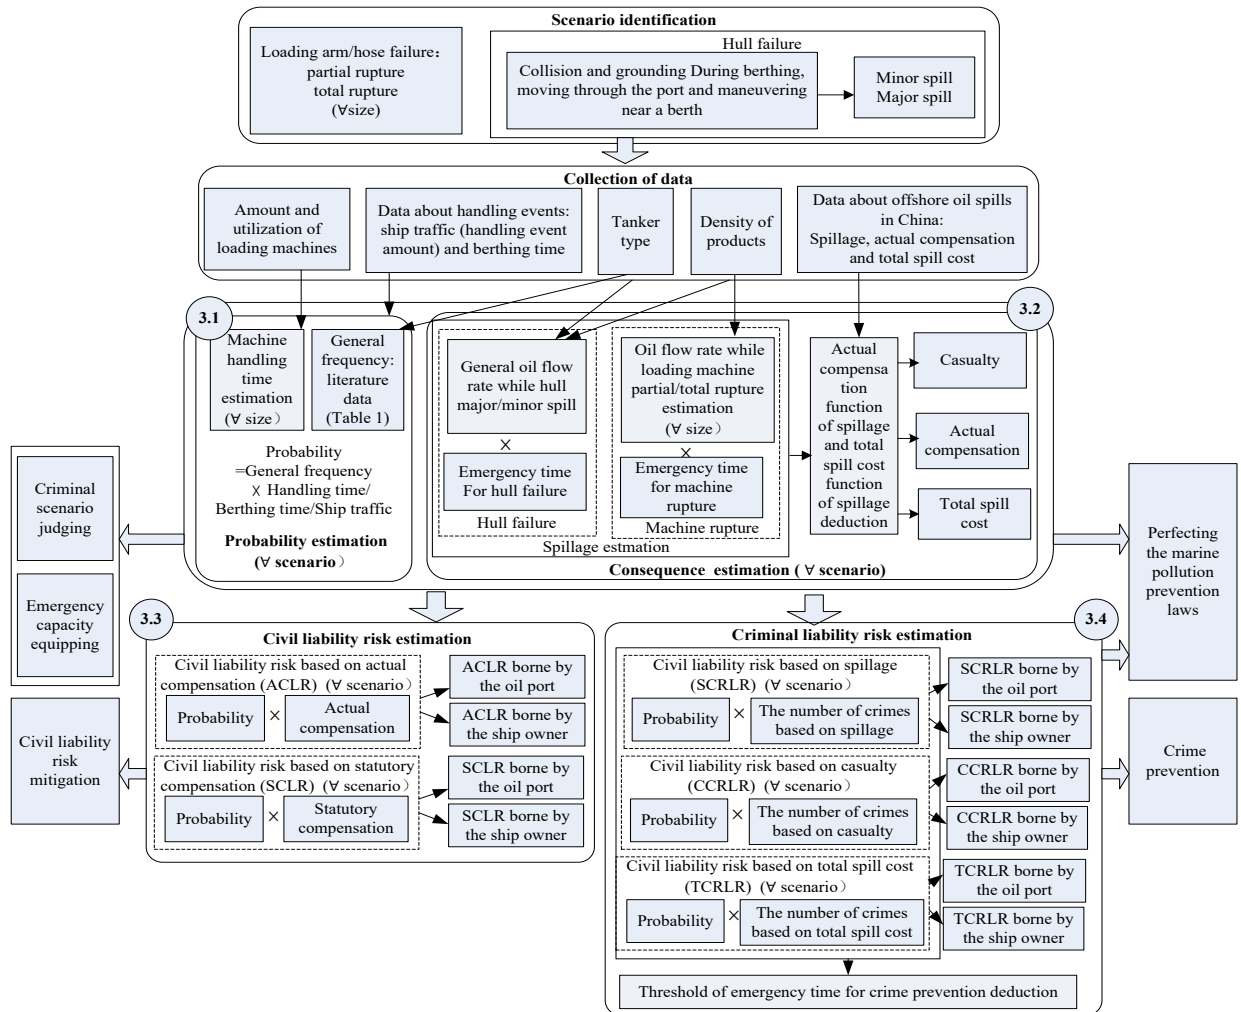 Scenario identification
Loading arm/hose failure：
partial rupture
total rupture
(∀size)
Hull failure
Collision and grounding During berthing,
moving through the port and maneuvering
near a berth
Minor spill
Major spill
Collection of data
Amount and
utilization of
loading machines
Data about handling events:
ship traffic (handling event
amount) and berthing time
Tanker
type
Density of
products
Data about offshore oil spills
in China:
Spillage, actual compensation
and total spill cost
3.1
Machine
handling
time
estimation
(∀ size）
General
frequency:
literature
data
(Table 1)
Probability
=General frequency
× Handling time/
Berthing time/Ship traffic
Probability estimation
(∀ scenario）
3.2
General oil flow
rate while hull
major/minor spill
×
Emergency time
For hull failure
Hull failure
Oil flow rate while
loading machine
partial/total rupture
estimation
(∀ size）
×
Emergency time
for machine
rupture
Machine rupture
Spillage estmation
Actual
compensa
tion
function
of spillage
and total
spill cost
function
of spillage
deduction
Casualty
Actual
compensation
Total spill
cost
Consequence estimation ( ∀ scenario)
Criminal
scenario
judging
Emergency
capacity
equipping
Civil liability
risk
mitigation
Perfecting
the marine
pollution
prevention
laws
Crime
prevention
3.3
Civil liability risk estimation
Civil liability risk based on actual
compensation (ACLR) (∀ scenario）
Probability
×
Actual
compensation
ACLR borne by
the oil port
ACLR borne by
the ship owner
Civil liability risk based on statutory
compensation (SCLR) (∀ scenario）
Probability
×
Statutory
compensation
SCLR borne by
the oil port
SCLR borne by
the ship owner
3.4
Criminal liability risk estimation
Civil liability risk based on spillage
(SCRLR) (∀ scenario）
Probability
×
The number of crimes
based on spillage
SCRLR borne by
the oil port
SCRLR borne by
the ship owner
Civil liability risk based on casualty
(CCRLR) (∀ scenario）
Probability
×
The number of crimes
based on casualty
CCRLR borne by
the oil port
CCRLR borne by
the ship owner
Civil liability risk based on total spill cost
(TCRLR) (∀ scenario）
Probability
×
The number of crimes
based on total spill cost
TCRLR borne by
the oil port
TCRLR borne by
the ship owner
Threshold of emergency time for crime prevention deduction